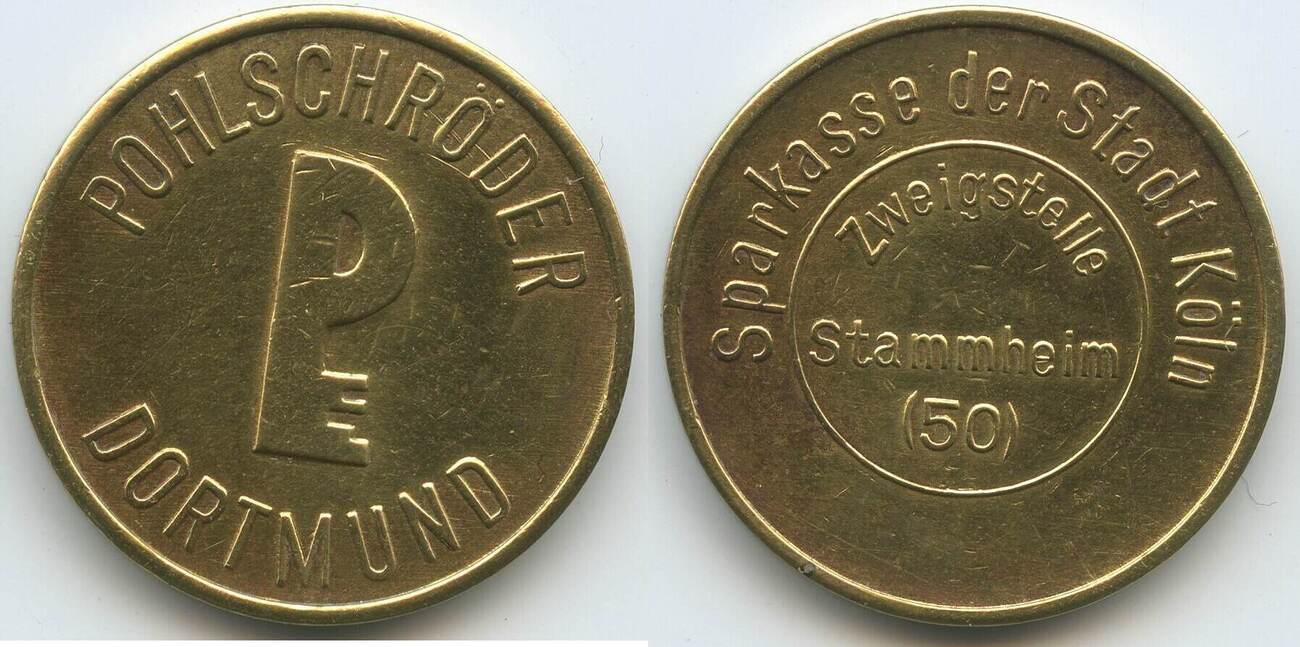 POHLSCHRÖDER
DORTMUND
Sparkasse der Stadt Köln
Zweigstelle
Stammheim
(50)